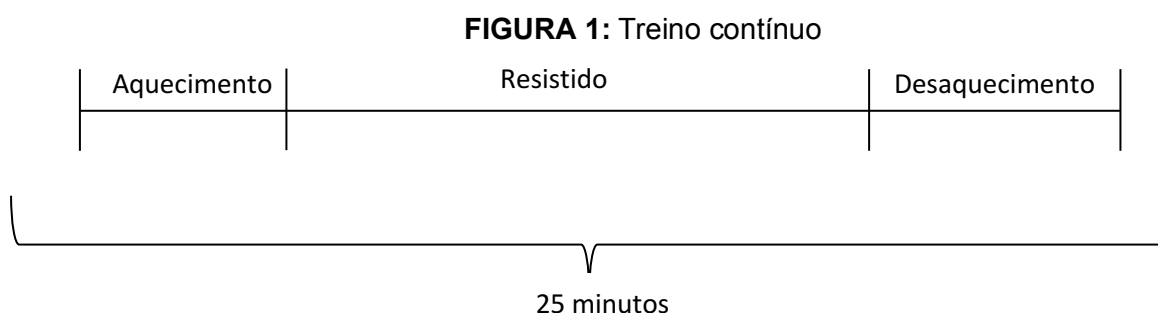 FIGURA 1: Treino contínuo
Aquecimento Resistido Desaquecimento
25 minutos